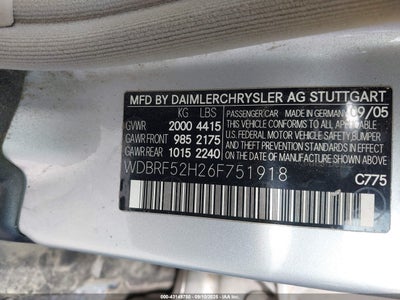 MFD BY DAIMLERCHRYSLER AG STUTTGART
KG LBS
GVWR 2000 4415
GAWR FRONT 985 2175
GAWR REAR 1015 2240
PASSENGER CAR MADE IN GERMANY 09/05
THIS VEHICLE CONFORMS TO ALL APPLICABLE
U.S. FEDERAL MOTOR VEHICLE SAFETY BUMPER
AND THEFT PREVENTION STANDARDS IN EFFECT
ON THE DATE OF MANUFACTURE SHOWN ABOVE
WDBRF52H26F751918
C775